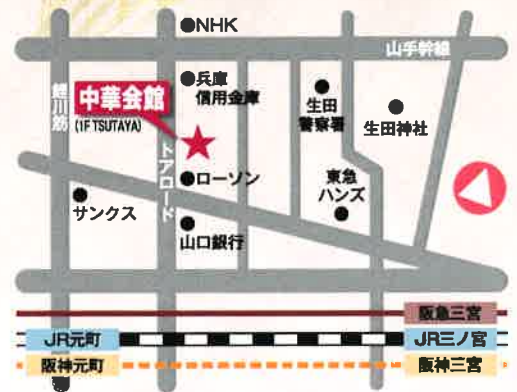 NHK
山手幹線
兵庫
信用金庫
鯉川筋
中華会館
(1F TSUTAYA)
生田
警察署
生田神社
トアロード
ローソン
東急
ハンズ
サンクス
山口銀行
阪急三宮
JR元町
JR三ノ宮
阪神元町
阪神三宮